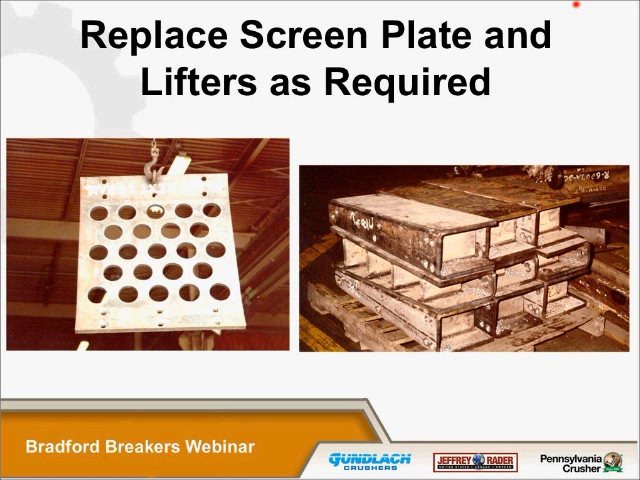 Replace Screen Plate and
Lifters as Required
Bradford Breakers Webinar
GUNDLACH
CRUSHERS
JEFFREY RADER
Pennsylvania
Crusher